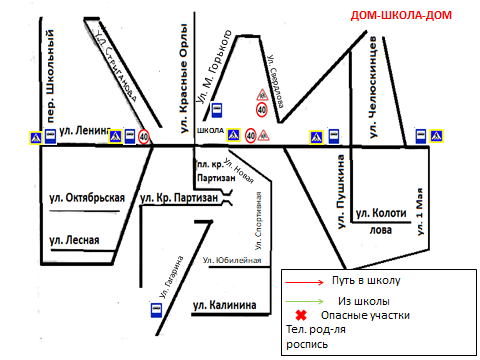 ДОМ-ШКОЛА-ДОМ
пер. Школьный
ул. Стриганова
ул. Красные Орлы
Ул. М. Горького
Ул. Свердлова
ул. Челюскинцев
ул. Ленина
40
ШКОЛА
40
40
пл. кр.
Партизан
Ул. Новая
ул. Октябрьская
ул. Кр. Партизан
ул. Пушкина
ул. Колоти
лова
ул. 1 Мая
Ул. Спортивная
ул. Лесная
Ул. Гагарина
Ул. Юбилейная
ул. Калинина
Путь в школу
Из школы
Опасные участки
Тел. род-ля
роспись